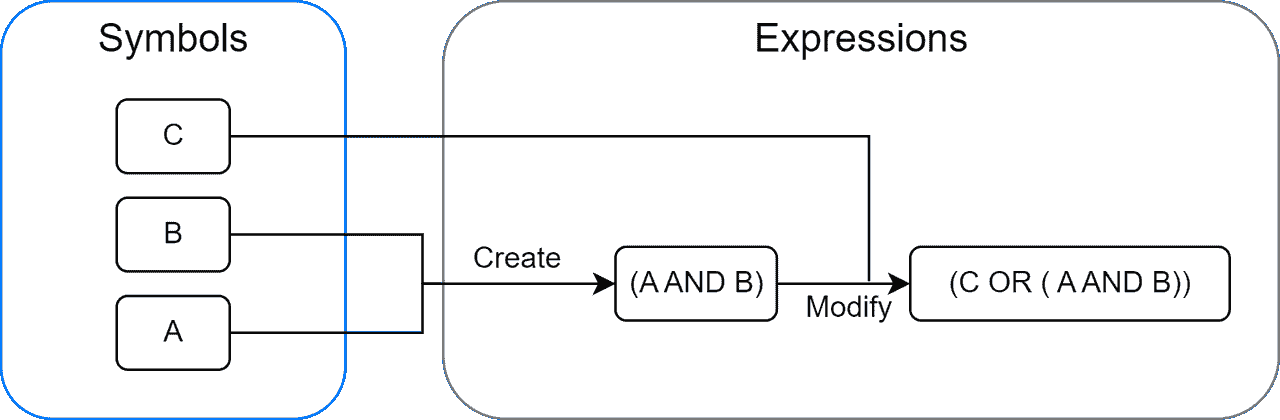 Symbols
Expressions
C
B
A
Create
(A AND B)
Modify
(C OR ( A AND B))